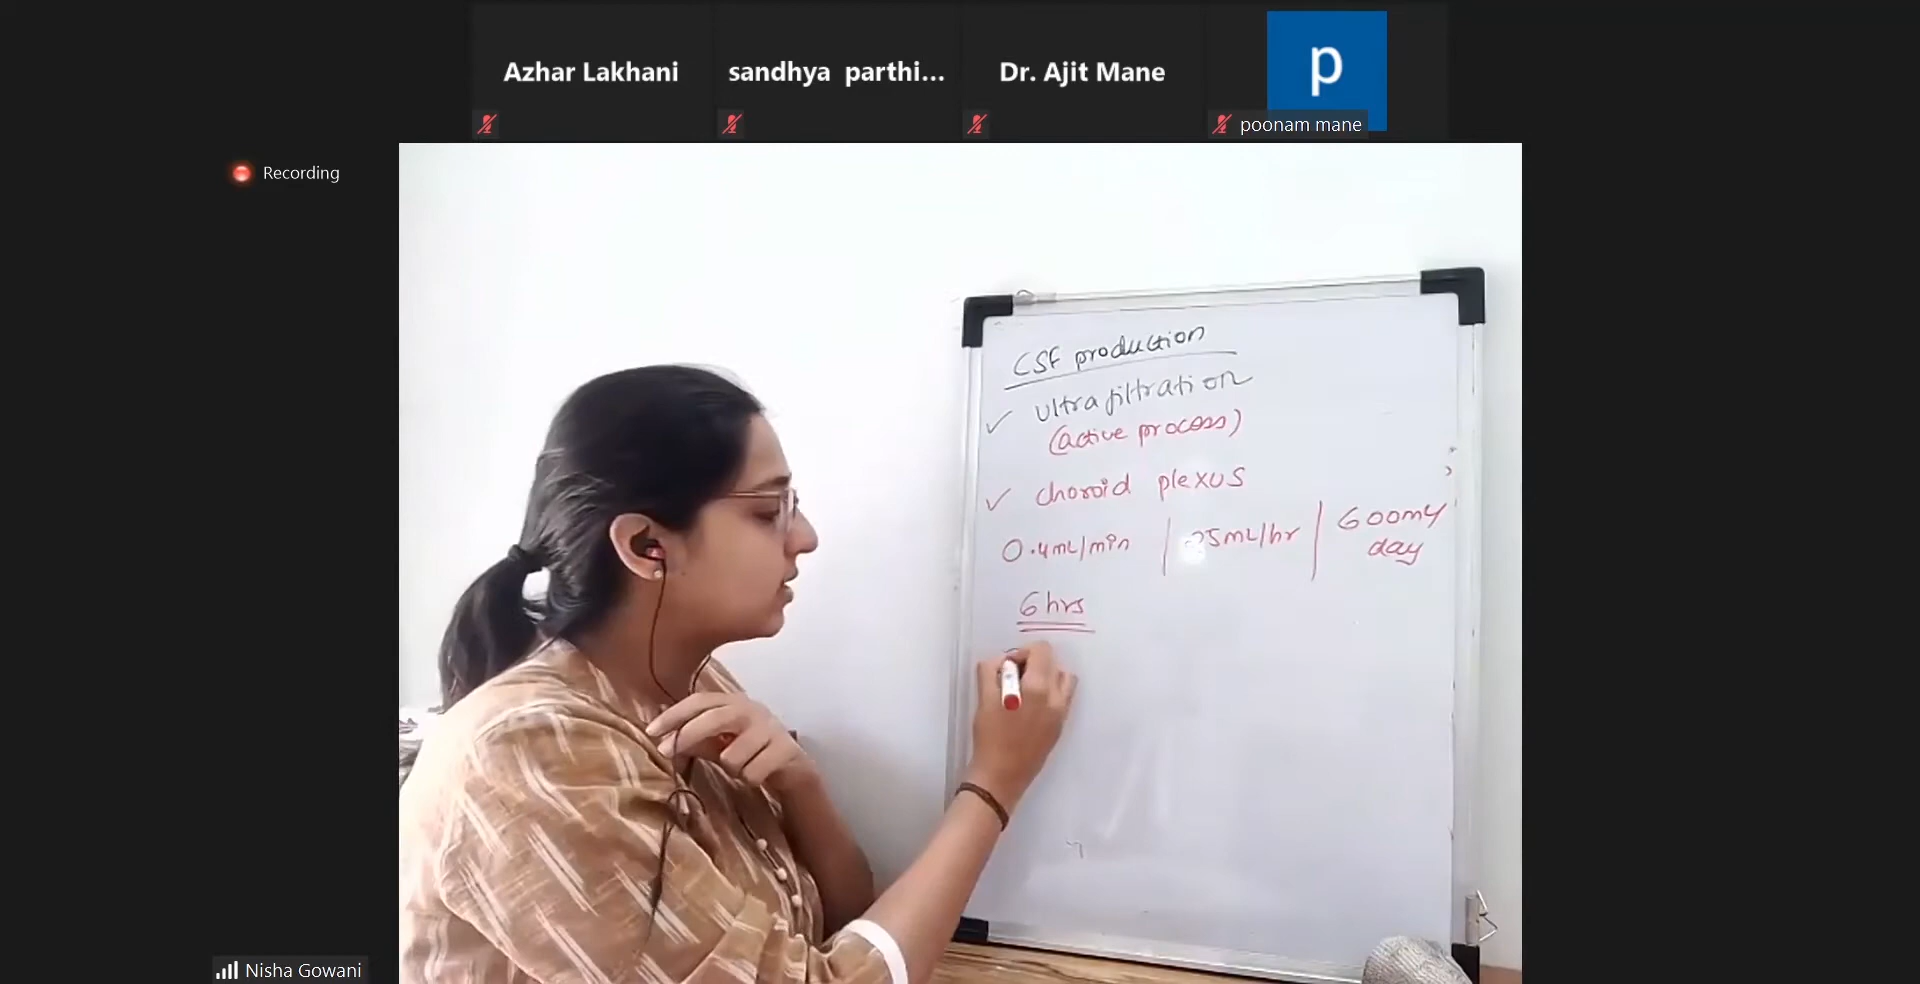 Azhar Lakhani
sandhya parthi...
Dr. Ajit Mane
p
poonam mane
Recording
CSF production
✓ ultrafiltration
(active process)
✓ choroid plexus
0.4mL/min | 25mL/hr | 600mL/
day
6 hrs
Nisha Gowani